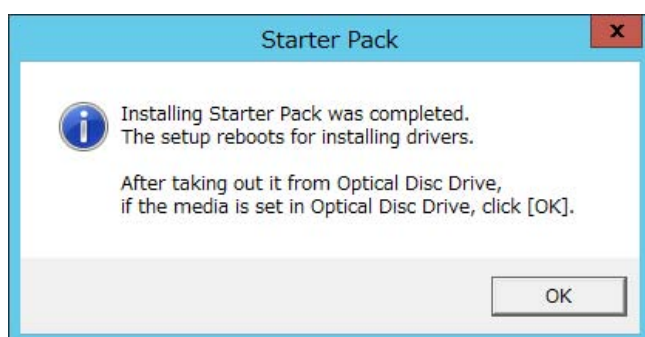 Starter Pack
x
Installing Starter Pack was completed.
The setup reboots for installing drivers.
After taking out it from Optical Disc Drive,
if the media is set in Optical Disc Drive, click [OK].
OK